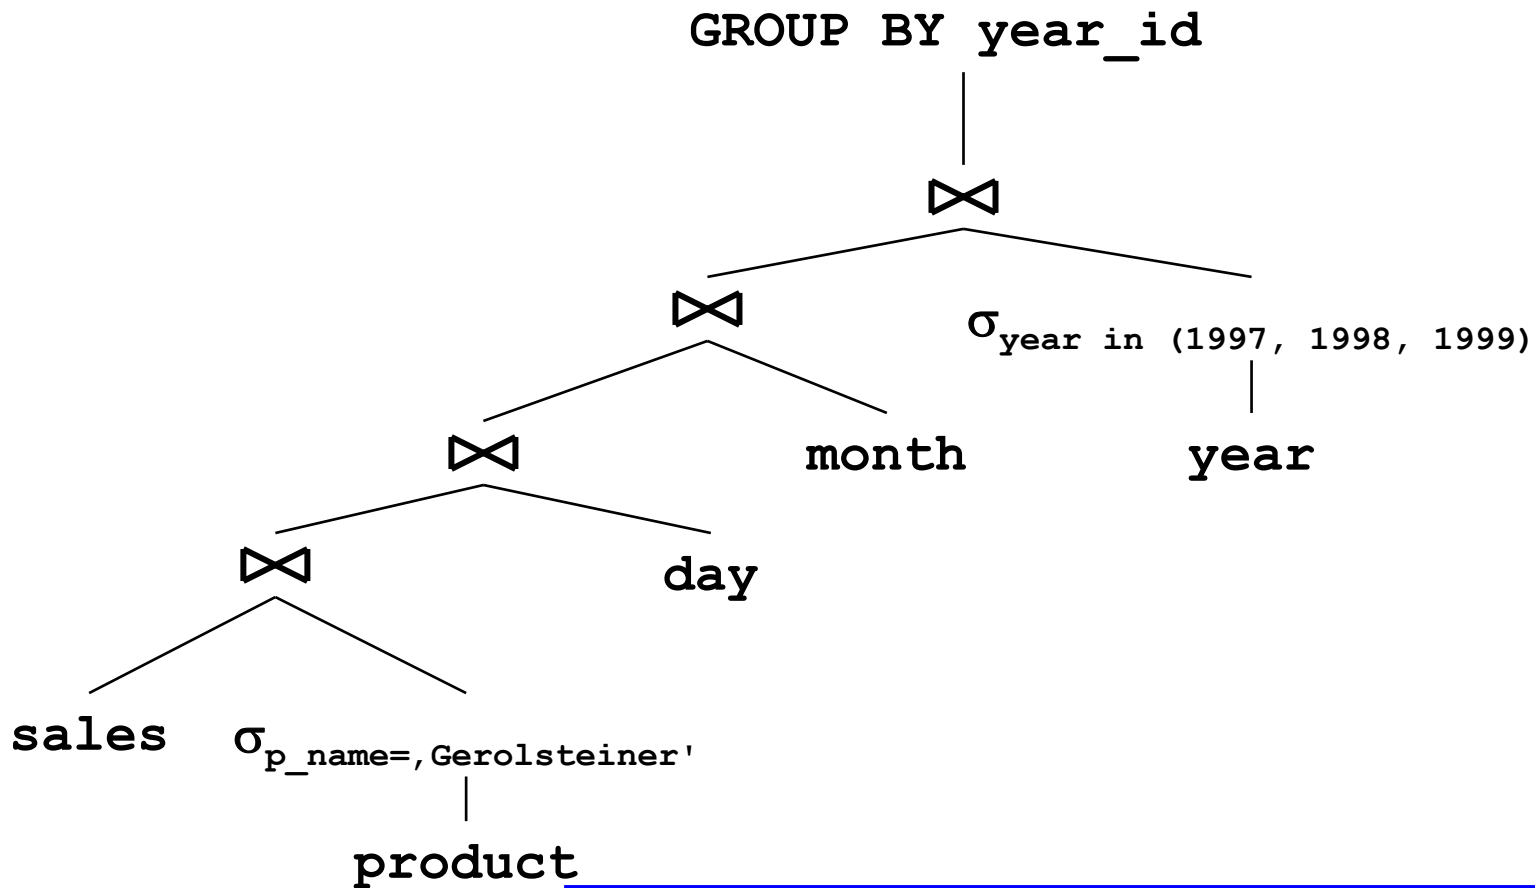 GROUP BY year_id
⋈
⋈
σyear in (1997, 1998, 1999)
⋈
month
year
⋈
day
sales
σp_name=‚Gerolsteiner'
product